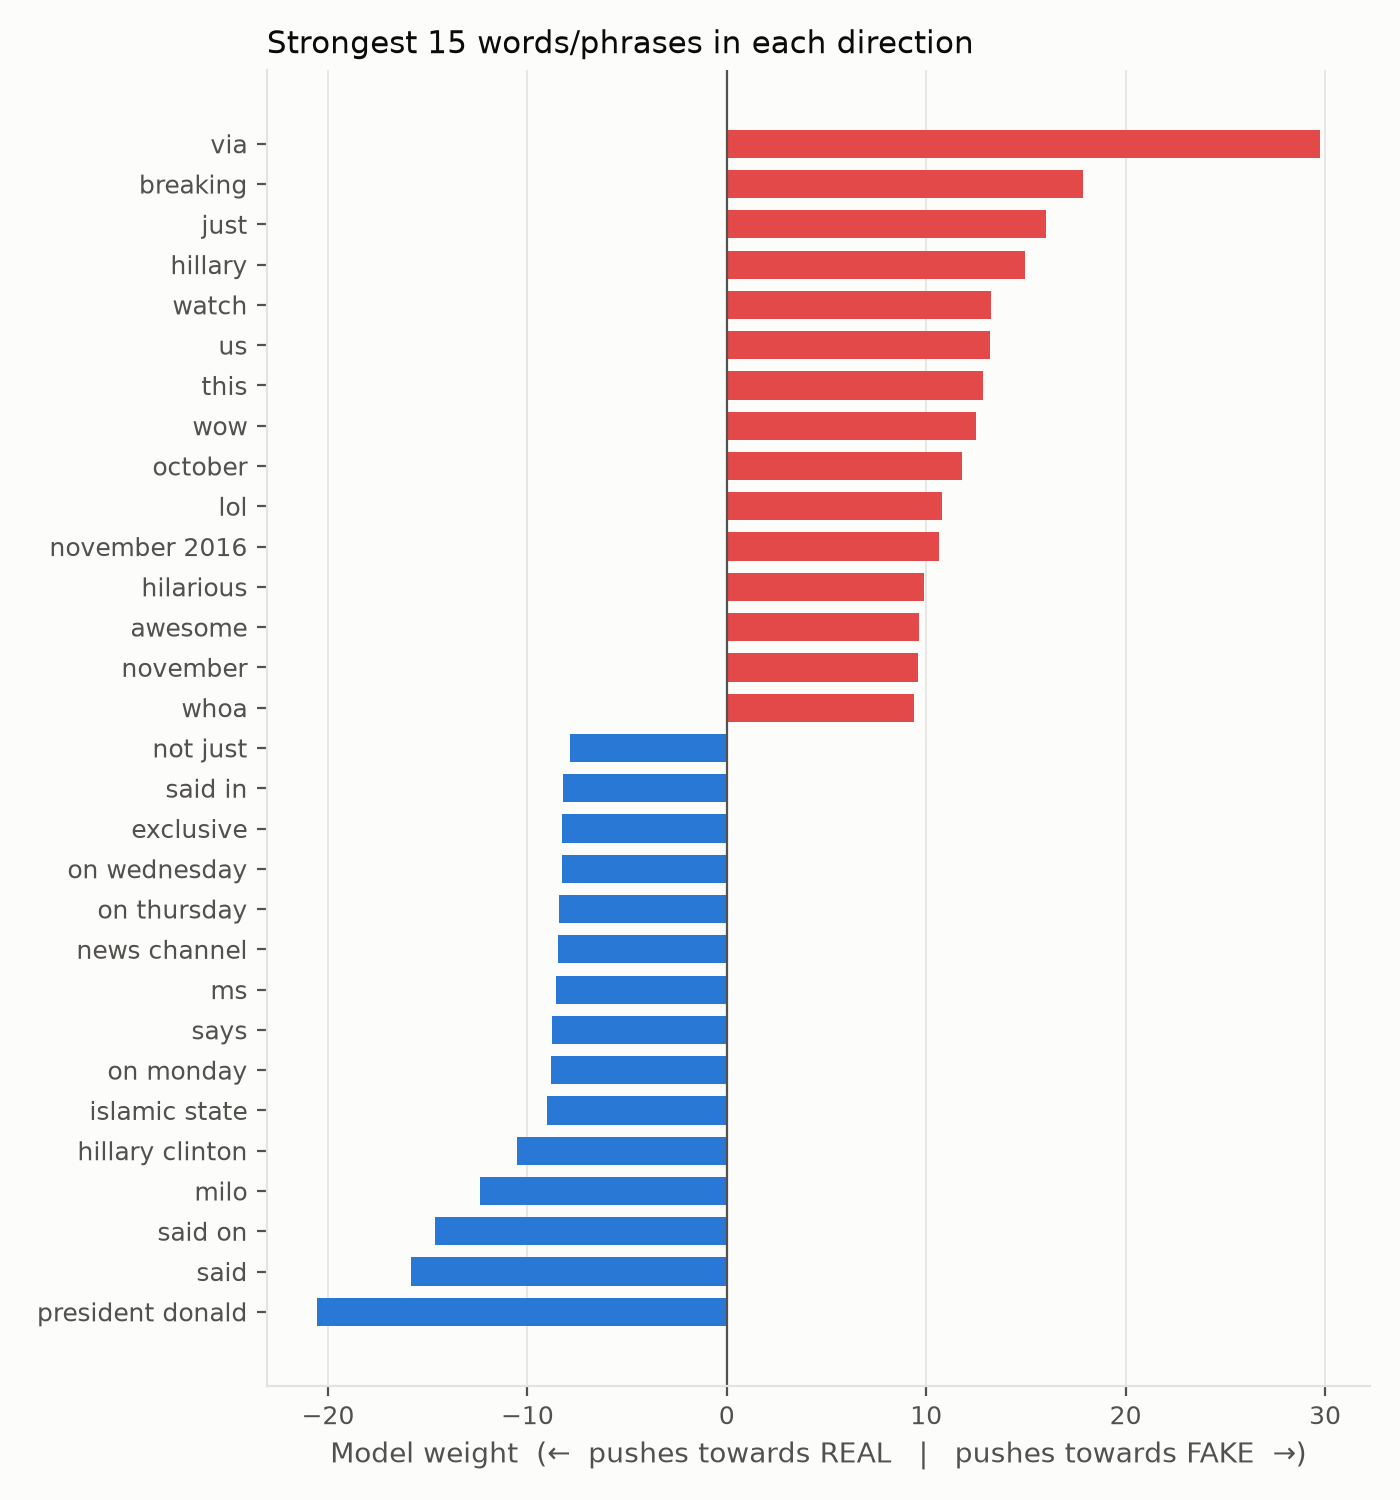 Strongest 15 words/phrases in each direction
via
breaking
just
hillary
watch
us
this
wow
october
lol
november 2016
hilarious
awesome
november
whoa
not just
said in
exclusive
on wednesday
on thursday
news channel
ms
says
on monday
islamic state
hillary clinton
milo
said on
said
president donald
−20 −10 0 10 20 30
Model weight (← pushes towards REAL | pushes towards FAKE →)